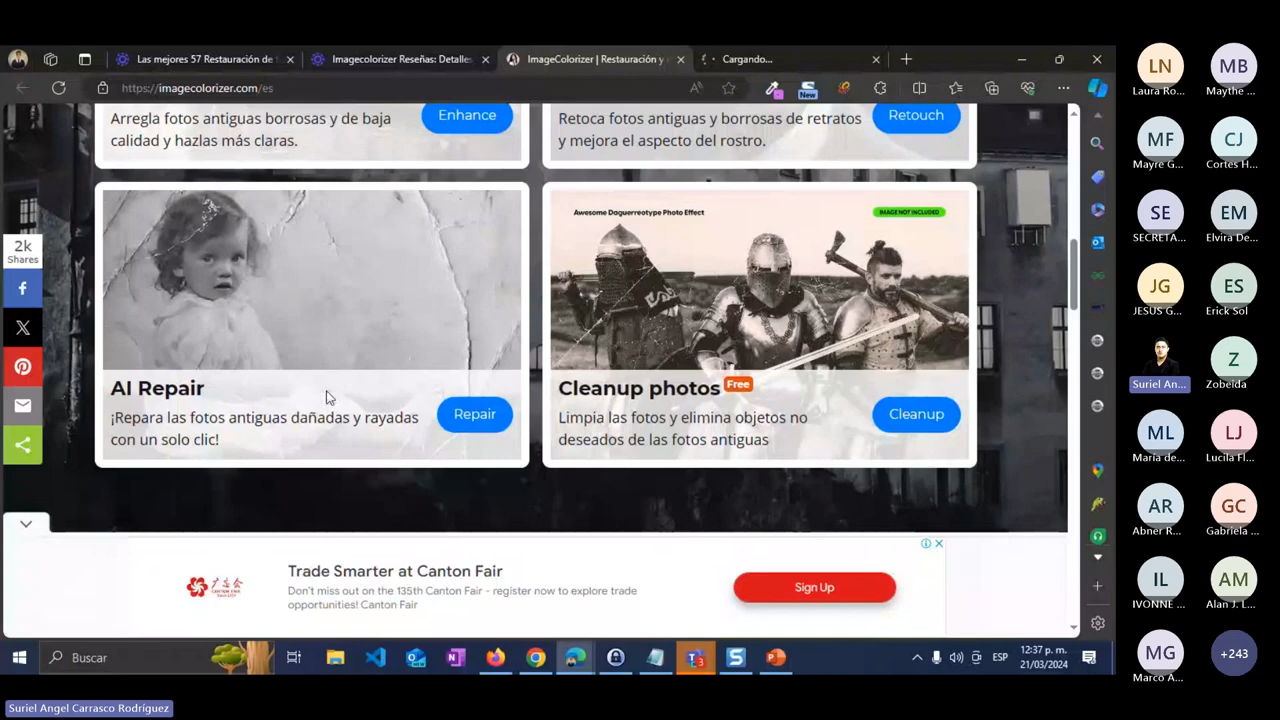 Las mejores 57 Restauración de f
Imagecolorizer Reseñas: Detalles
ImageColorizer | Restauración y
Cargando...
https://imagecolorizer.com/es
New
Arregla fotos antiguas borrosas y de baja
calidad y hazlas más claras.
Enhance
Retoca fotos antiguas y borrosas de retratos
y mejora el aspecto del rostro.
Retouch
2k
Shares
AI Repair
¡Repara las fotos antiguas dañadas y rayadas
con un solo clic!
Repair
Awesome Daguerreotype Photo Effect
IMAGE NOT INCLUDED
Cleanup photos Free
Limpia las fotos y elimina objetos no
deseados de las fotos antiguas
Cleanup
Trade Smarter at Canton Fair
Don't miss out on the 135th Canton Fair - register now to explore trade
opportunities! Canton Fair
Sign Up
Buscar
ESP
12:37 p. m.
21/03/2024
Suriel Angel Carrasco Rodríguez
LN
Laura Ro...
MB
Maythe ...
MF
Mayre G...
CJ
Cortes H...
SE
SECRETA...
EM
Elvira De...
JG
JESUS G...
ES
Erick Sol
Suriel An...
Z
Zobeida
ML
Maria de...
LJ
Lucila Fl...
AR
Abner R...
GC
Gabriela ...
IL
IVONNE ...
AM
Alan J. L...
MG
Marco A...
+243